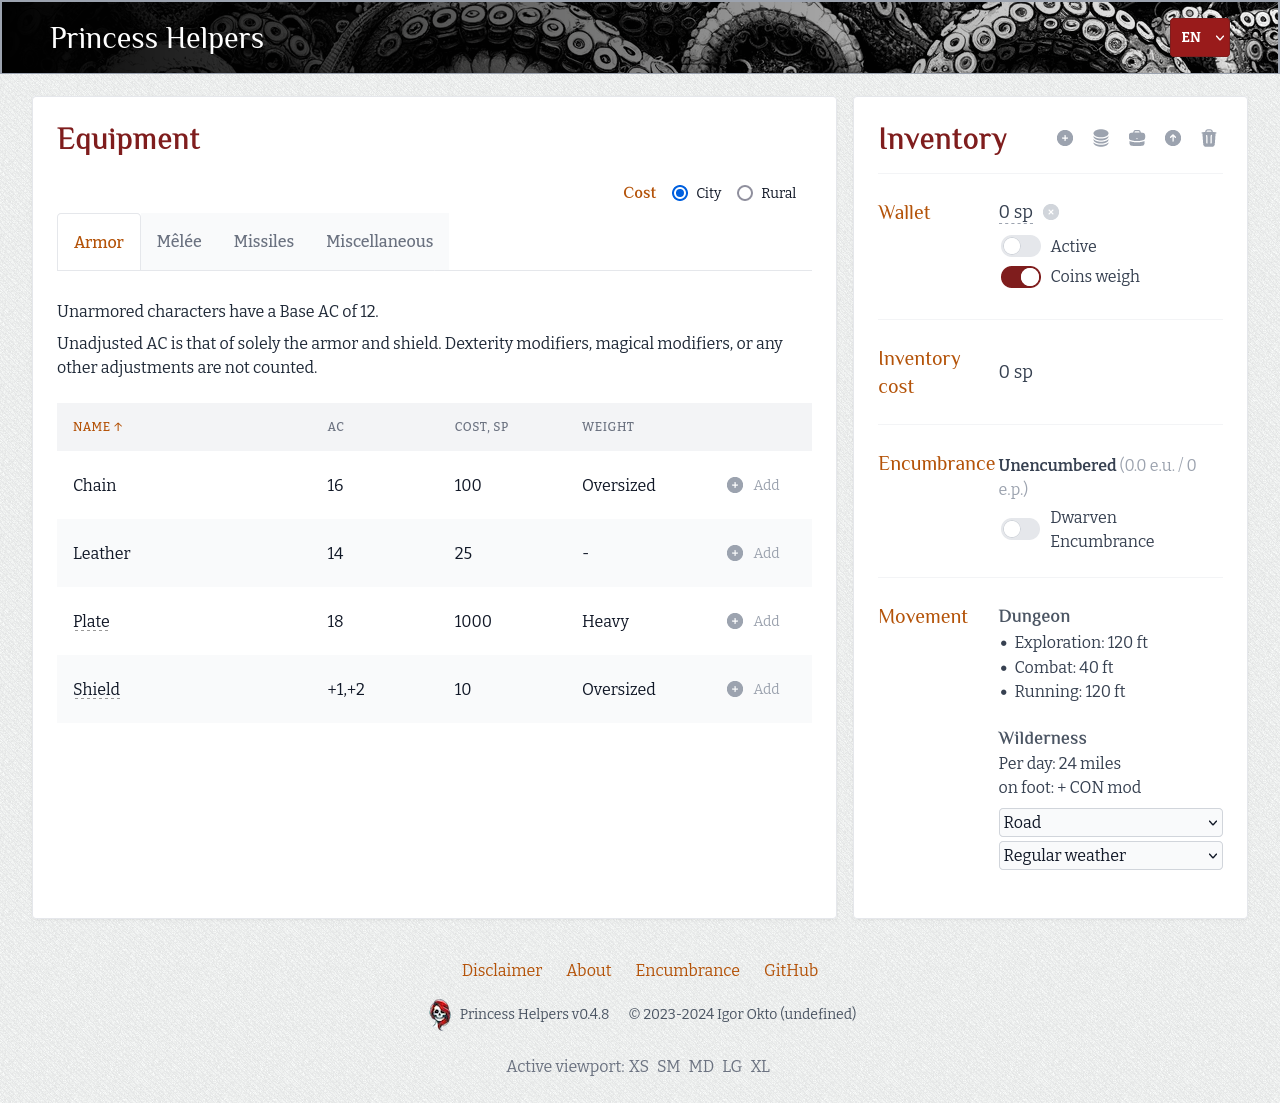 Princess Helpers
EN
Equipment
Cost City Rural
Armor Mêlée Missiles Miscellaneous
Unarmored characters have a Base AC of 12.
Unadjusted AC is that of solely the armor and shield. Dexterity modifiers, magical modifiers, or any
other adjustments are not counted.
NAME ↑ AC COST, SP WEIGHT
Chain 16 100 Oversized Add
Leather 14 25 - Add
Plate 18 1000 Heavy Add
Shield +1,+2 10 Oversized Add
Inventory
Wallet 0 sp
Active
Coins weigh
Inventory
cost
0 sp
Encumbrance Unencumbered (0.0 e.u. / 0
e.p.)
Dwarven
Encumbrance
Movement Dungeon
• Exploration: 120 ft
• Combat: 40 ft
• Running: 120 ft
Wilderness
Per day: 24 miles
on foot: + CON mod
Road
Regular weather
Disclaimer About Encumbrance GitHub
Princess Helpers v0.4.8 © 2023-2024 Igor Okto (undefined)
Active viewport: XS SM MD LG XL